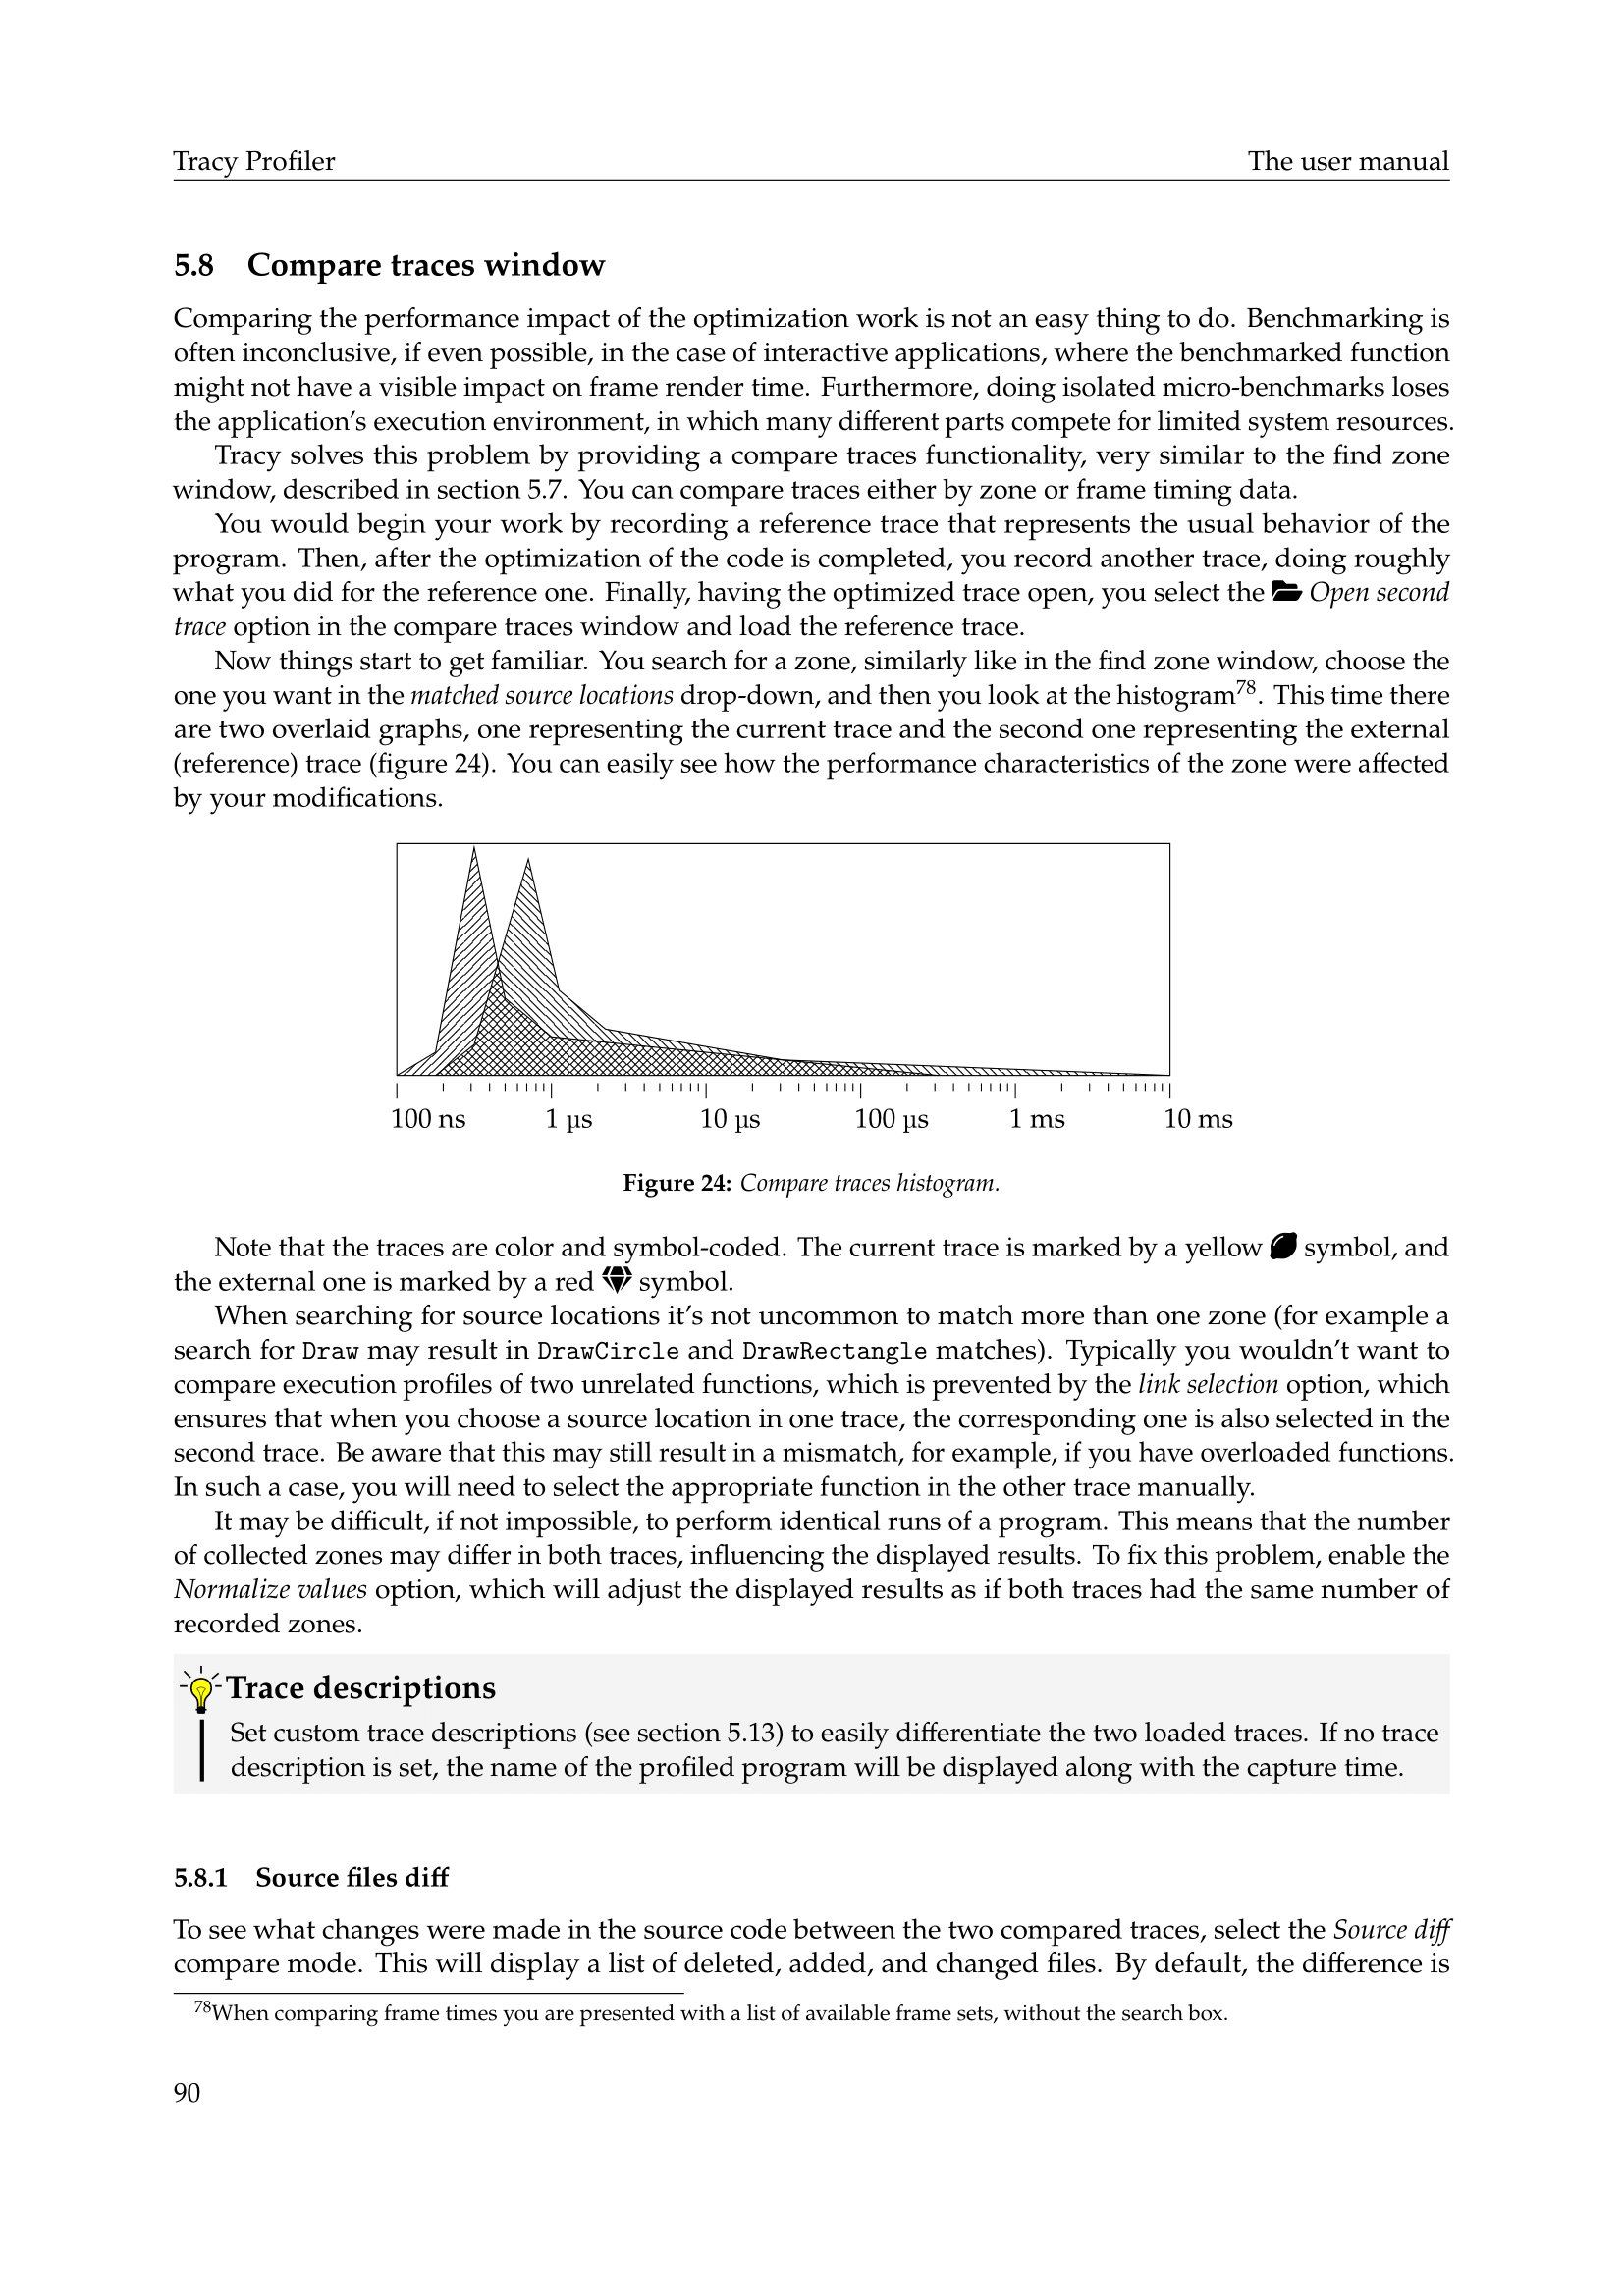 Tracy Profiler The user manual
5.8 Compare traces window
Comparing the performance impact of the optimization work is not an easy thing to do. Benchmarking is
often inconclusive, if even possible, in the case of interactive applications, where the benchmarked function
might not have a visible impact on frame render time. Furthermore, doing isolated micro-benchmarks loses
the application's execution environment, in which many different parts compete for limited system resources.
Tracy solves this problem by providing a compare traces functionality, very similar to the find zone
window, described in section 5.7. You can compare traces either by zone or frame timing data.
You would begin your work by recording a reference trace that represents the usual behavior of the
program. Then, after the optimization of the code is completed, you record another trace, doing roughly
what you did for the reference one. Finally, having the optimized trace open, you select the Open second
trace option in the compare traces window and load the reference trace.
Now things start to get familiar. You search for a zone, similarly like in the find zone window, choose the
one you want in the matched source locations drop-down, and then you look at the histogram78. This time there
are two overlaid graphs, one representing the current trace and the second one representing the external
(reference) trace (figure 24). You can easily see how the performance characteristics of the zone were affected
by your modifications.
100 ns 1 µs 10 µs 100 µs 1 ms 10 ms
Figure 24: Compare traces histogram.
Note that the traces are color and symbol-coded. The current trace is marked by a yellow symbol, and
the external one is marked by a red symbol.
When searching for source locations it's not uncommon to match more than one zone (for example a
search for Draw may result in DrawCircle and DrawRectangle matches). Typically you wouldn't want to
compare execution profiles of two unrelated functions, which is prevented by the link selection option, which
ensures that when you choose a source location in one trace, the corresponding one is also selected in the
second trace. Be aware that this may still result in a mismatch, for example, if you have overloaded functions.
In such a case, you will need to select the appropriate function in the other trace manually.
It may be difficult, if not impossible, to perform identical runs of a program. This means that the number
of collected zones may differ in both traces, influencing the displayed results. To fix this problem, enable the
Normalize values option, which will adjust the displayed results as if both traces had the same number of
recorded zones.
Trace descriptions
Set custom trace descriptions (see section 5.13) to easily differentiate the two loaded traces. If no trace
description is set, the name of the profiled program will be displayed along with the capture time.
5.8.1 Source files diff
To see what changes were made in the source code between the two compared traces, select the Source diff
compare mode. This will display a list of deleted, added, and changed files. By default, the difference is
78When comparing frame times you are presented with a list of available frame sets, without the search box.
90